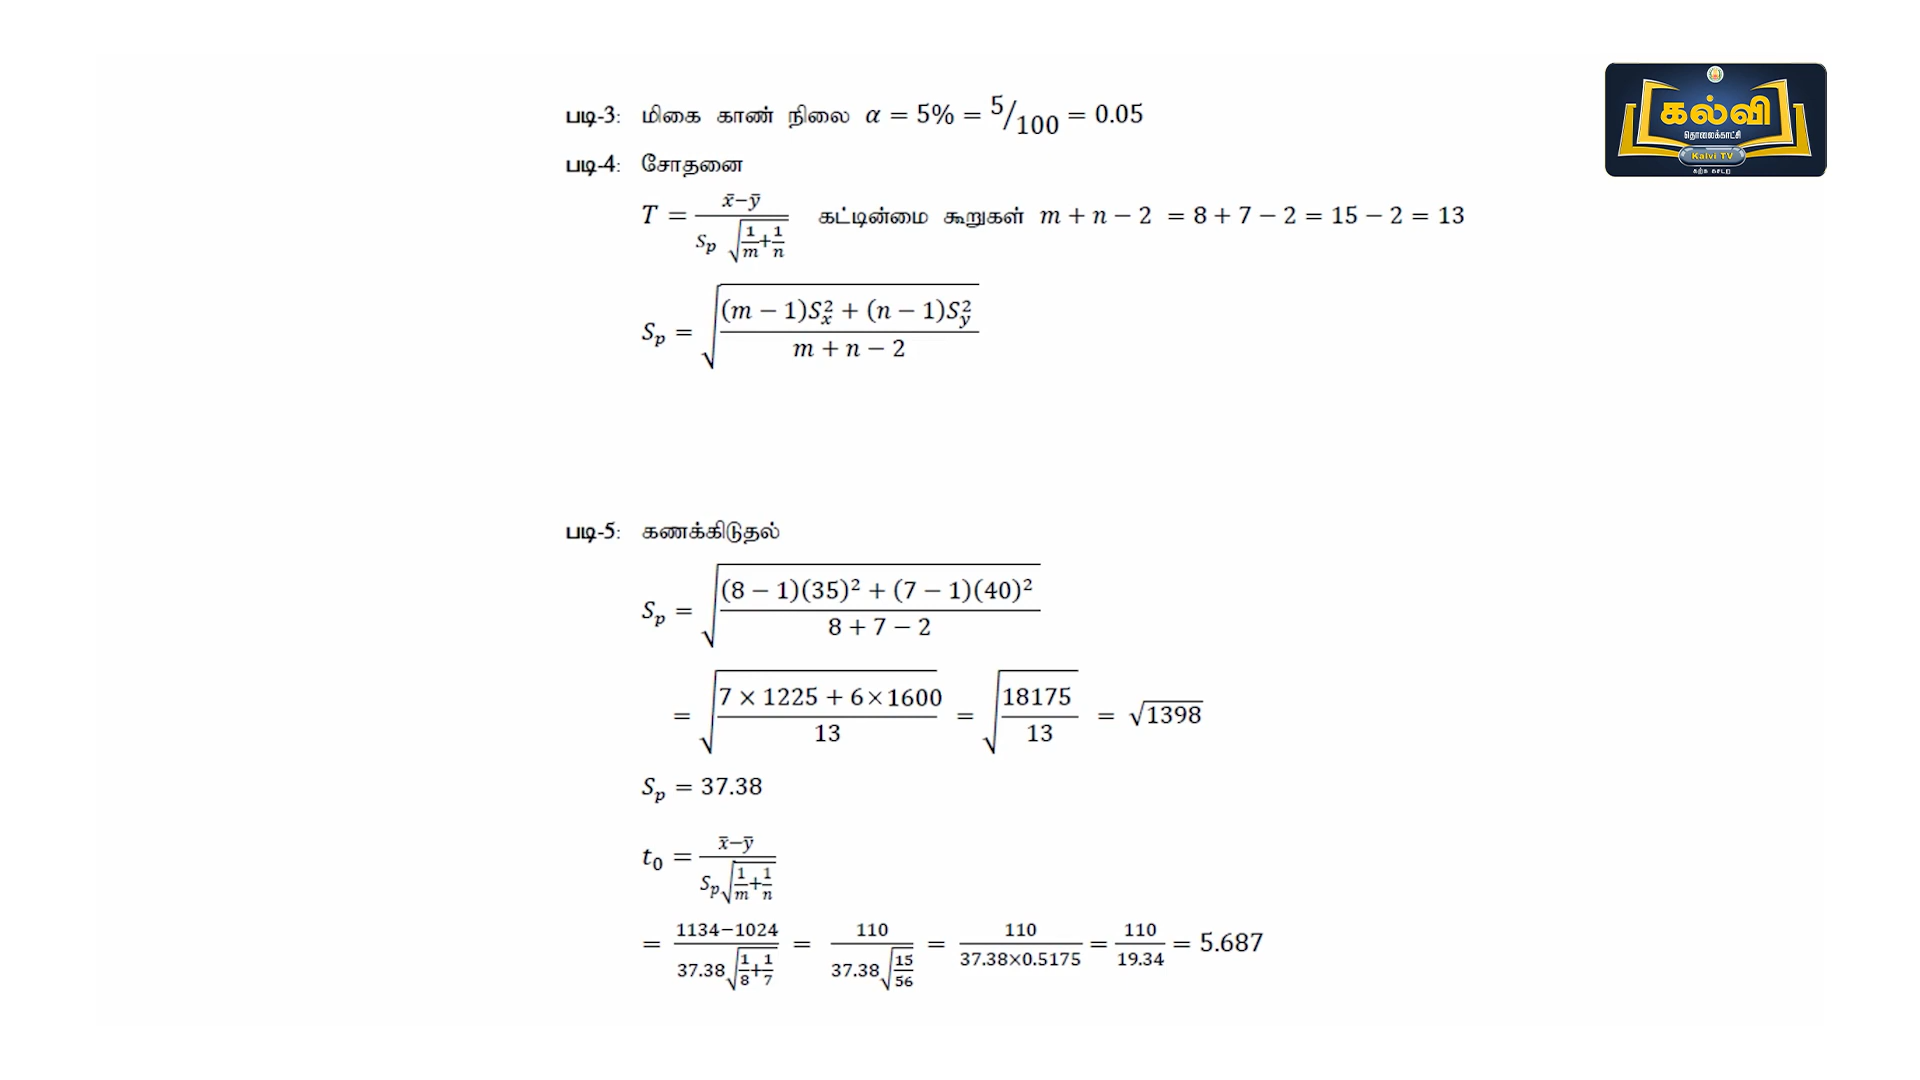 கல்வி
தொலைக்காட்சி
Kalvi TV
கற்க கசடற
படி-3: மிகை காண் நிலை α = 5% = 5/100 = 0.05
படி-4: சோதனை
T = x̄−ȳ / Sp √(1/m+1/n) கட்டின்மை கூறுகள் m + n − 2 = 8 + 7 − 2 = 15 − 2 = 13
Sp = √((m − 1)Sx² + (n − 1)Sy² / m + n − 2)
படி-5: கணக்கிடுதல்
Sp = √((8 − 1)(35)² + (7 − 1)(40)² / 8 + 7 − 2)
= √(7 × 1225 + 6×1600 / 13) = √(18175 / 13) = √1398
Sp = 37.38
t₀ = x̄−ȳ / Sp√(1/m+1/n)
= 1134−1024 / 37.38√(1/8+1/7) = 110 / 37.38√(15/56) = 110 / 37.38×0.5175 = 110 / 19.34 = 5.687